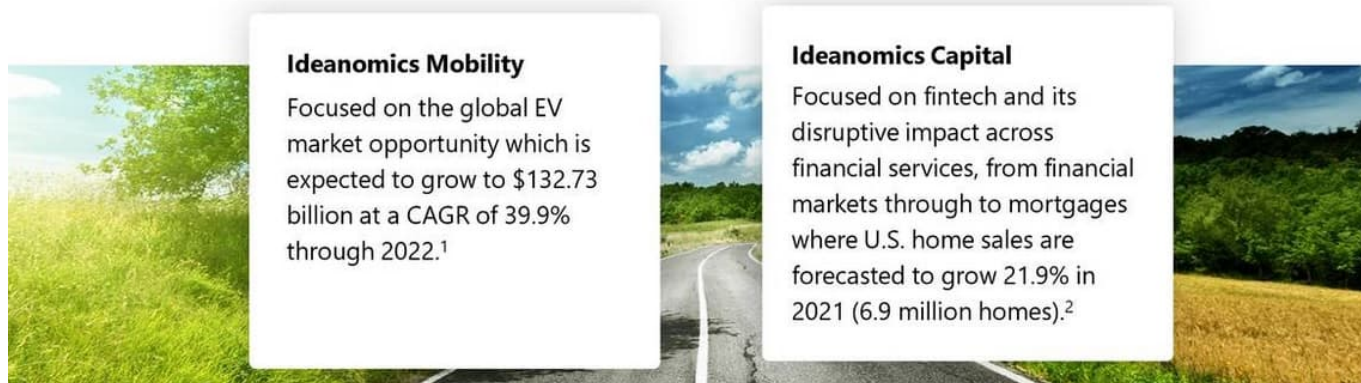 Ideanomics Mobility
Focused on the global EV
market opportunity which is
expected to grow to $132.73
billion at a CAGR of 39.9%
through 2022.¹
Ideanomics Capital
Focused on fintech and its
disruptive impact across
financial services, from financial
markets through to mortgages
where U.S. home sales are
forecasted to grow 21.9% in
2021 (6.9 million homes).²